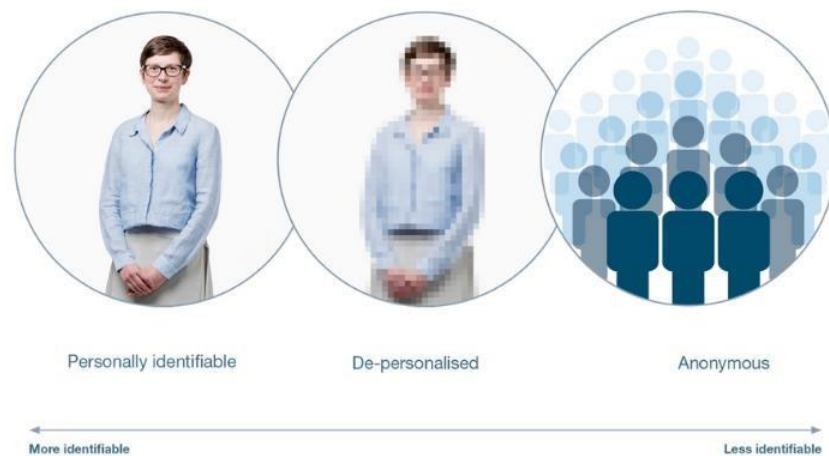 Personally identifiable
De-personalised
Anonymous
More identifiable
Less identifiable